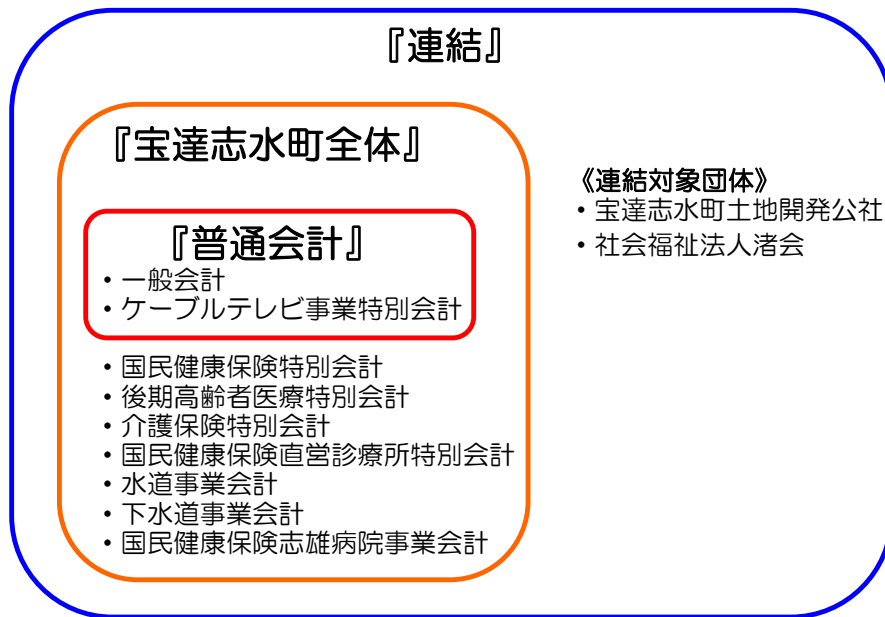 『連結』
『宝達志水町全体』
『普通会計』
・一般会計
・ケーブルテレビ事業特別会計
・国民健康保険特別会計
・後期高齢者医療特別会計
・介護保険特別会計
・国民健康保険直営診療所特別会計
・水道事業会計
・下水道事業会計
・国民健康保険志雄病院事業会計
《連結対象団体》
・宝達志水町土地開発公社
・社会福祉法人渚会